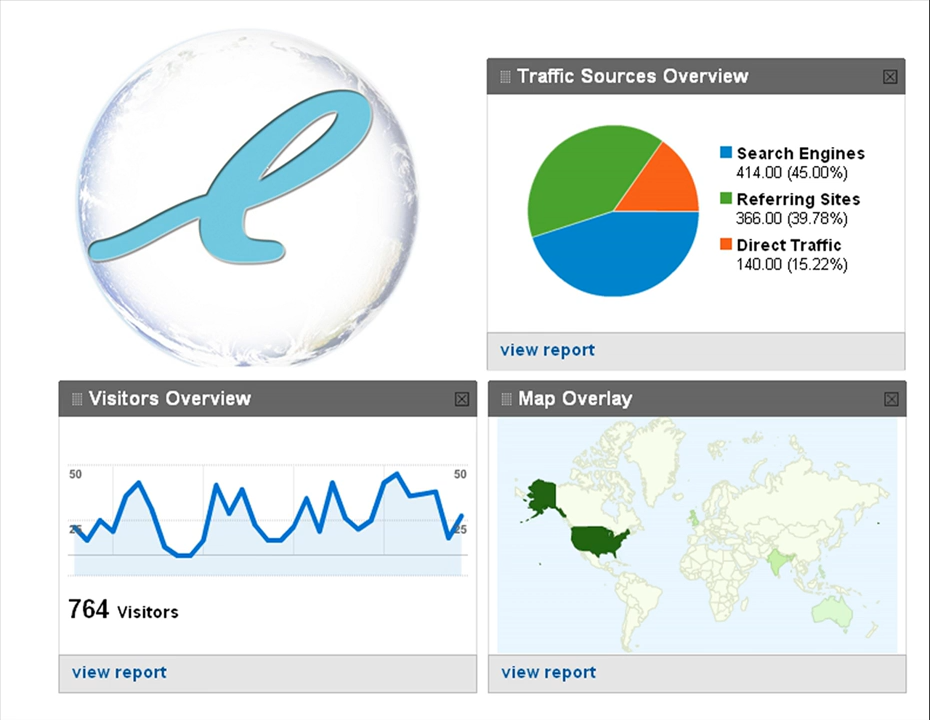 e
Traffic Sources Overview
Search Engines
414.00 (45.00%)
Referring Sites
366.00 (39.78%)
Direct Traffic
140.00 (15.22%)
view report
Visitors Overview
50 50
25 25
764 Visitors
view report
Map Overlay
view report